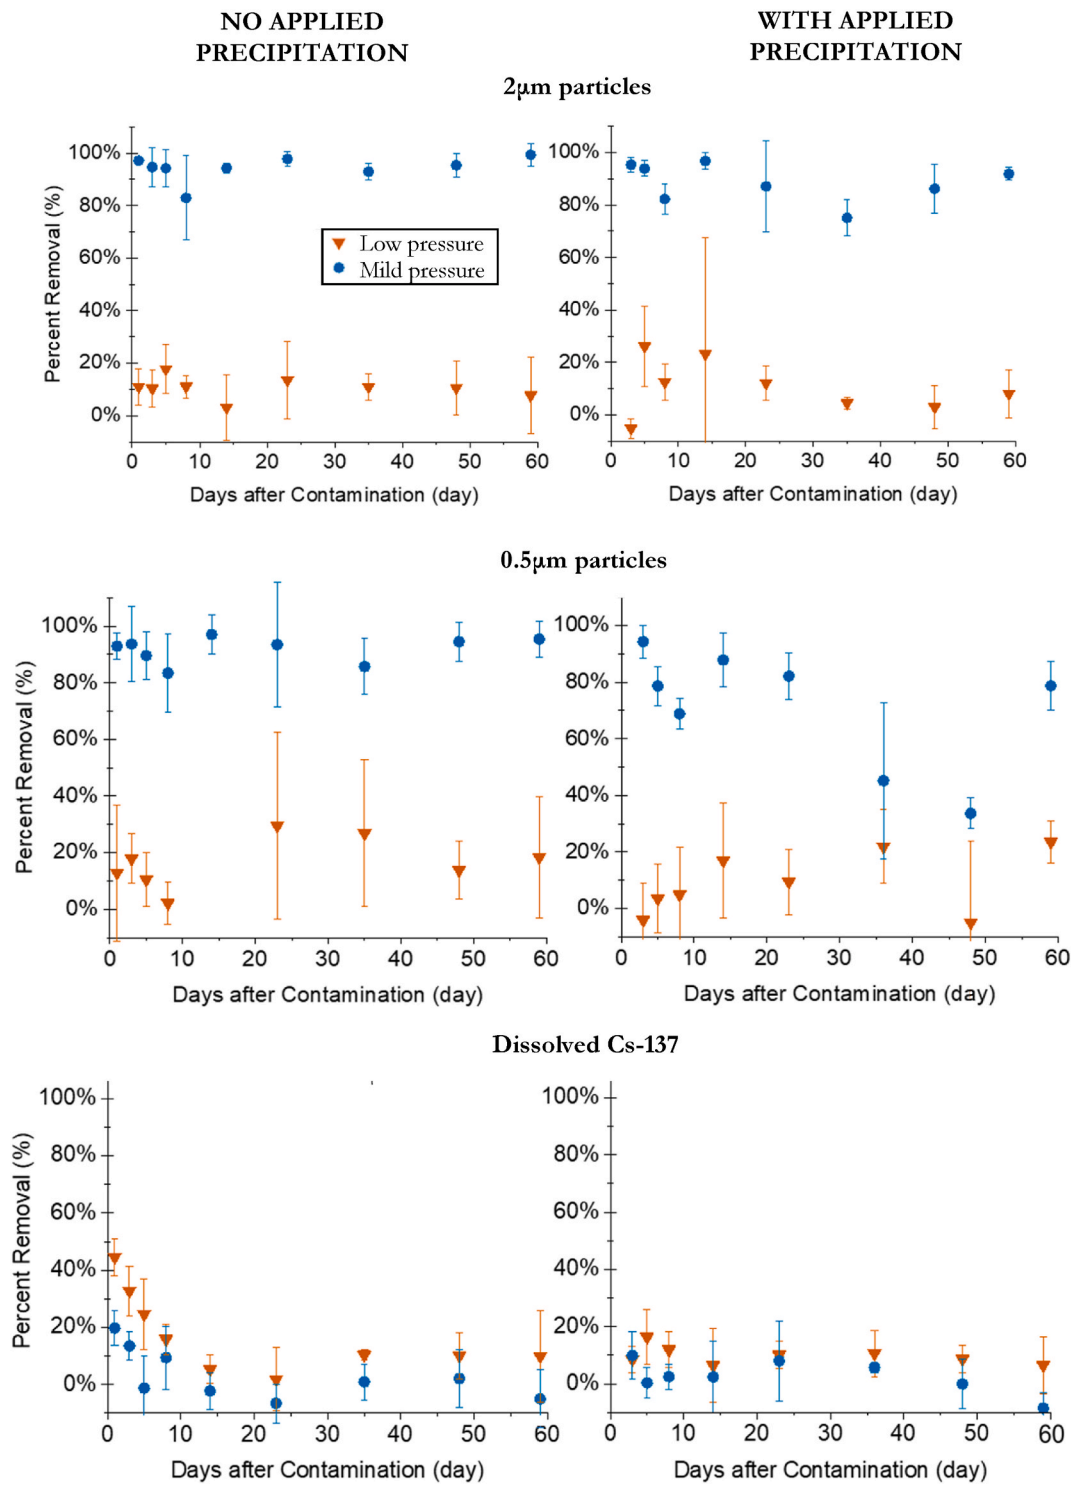 NO APPLIED
PRECIPITATION
WITH APPLIED
PRECIPITATION
2µm particles
100%
80%
60%
40%
20%
0%
Percent Removal (%)
Low pressure
Mild pressure
0 10 20 30 40 50 60
Days after Contamination (day)
100%
80%
60%
40%
20%
0%
0 10 20 30 40 50 60
Days after Contamination (day)
0.5µm particles
100%
80%
60%
40%
20%
0%
Percent Removal (%)
0 10 20 30 40 50 60
Days after Contamination (day)
100%
80%
60%
40%
20%
0%
0 10 20 30 40 50 60
Days after Contamination (day)
Dissolved Cs-137
100%
80%
60%
40%
20%
0%
Percent Removal (%)
0 10 20 30 40 50 60
Days after Contamination (day)
100%
80%
60%
40%
20%
0%
0 10 20 30 40 50 60
Days after Contamination (day)